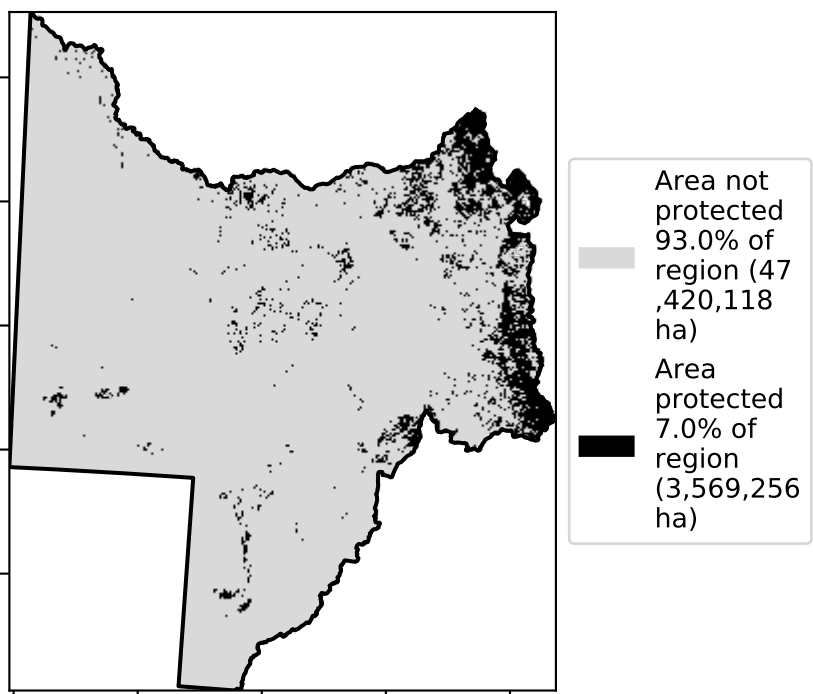 Area not
protected
93.0% of
region (47
,420,118
ha)
Area
protected
7.0% of
region
(3,569,256
ha)